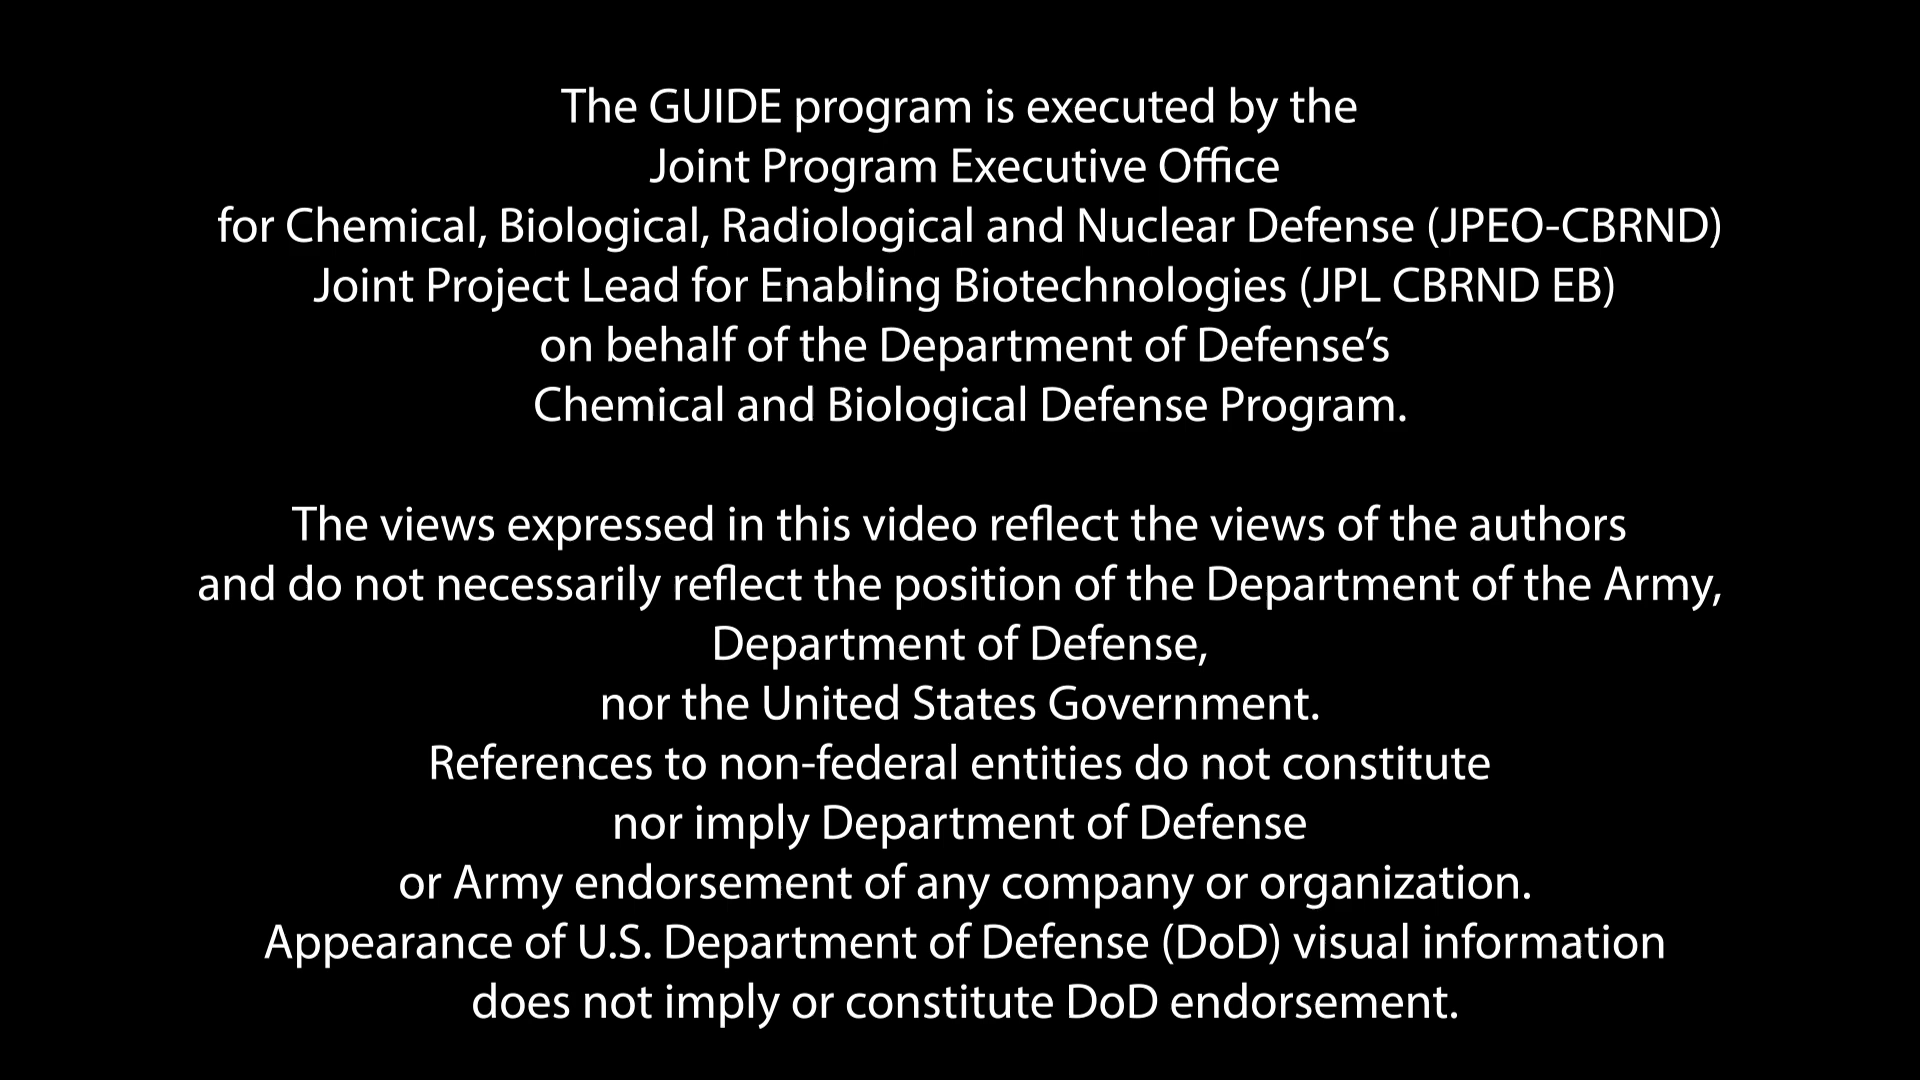 The GUIDE program is executed by the
Joint Program Executive Office
for Chemical, Biological, Radiological and Nuclear Defense (JPEO-CBRND)
Joint Project Lead for Enabling Biotechnologies (JPL CBRND EB)
on behalf of the Department of Defense’s
Chemical and Biological Defense Program.
The views expressed in this video reflect the views of the authors
and do not necessarily reflect the position of the Department of the Army,
Department of Defense,
nor the United States Government.
References to non-federal entities do not constitute
nor imply Department of Defense
or Army endorsement of any company or organization.
Appearance of U.S. Department of Defense (DoD) visual information
does not imply or constitute DoD endorsement.